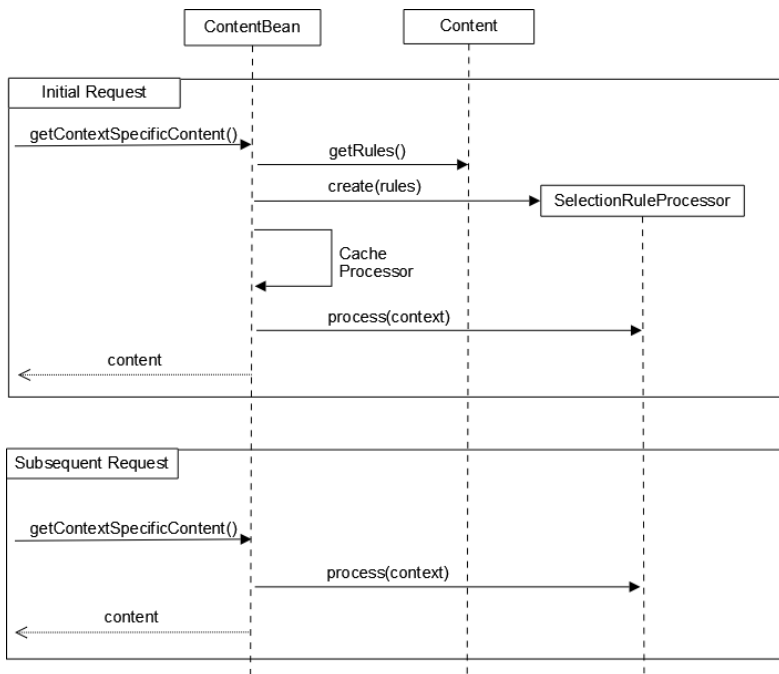 ContentBean
Content
Initial Request
getContextSpecificContent()
getRules()
create(rules)
SelectionRuleProcessor
Cache
Processor
process(context)
content
Subsequent Request
getContextSpecificContent()
process(context)
content